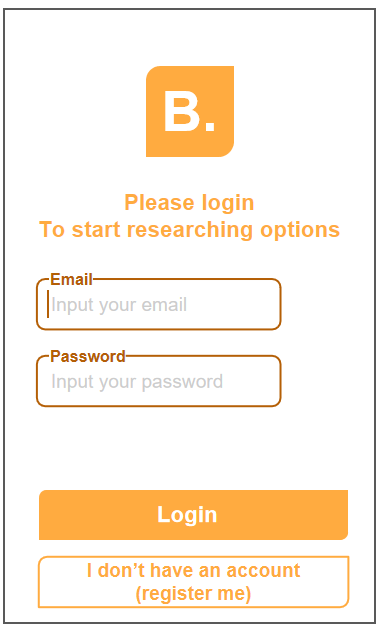 B.
Please login
To start researching options
Email
Input your email
Password
Input your password
Login
I don’t have an account
(register me)